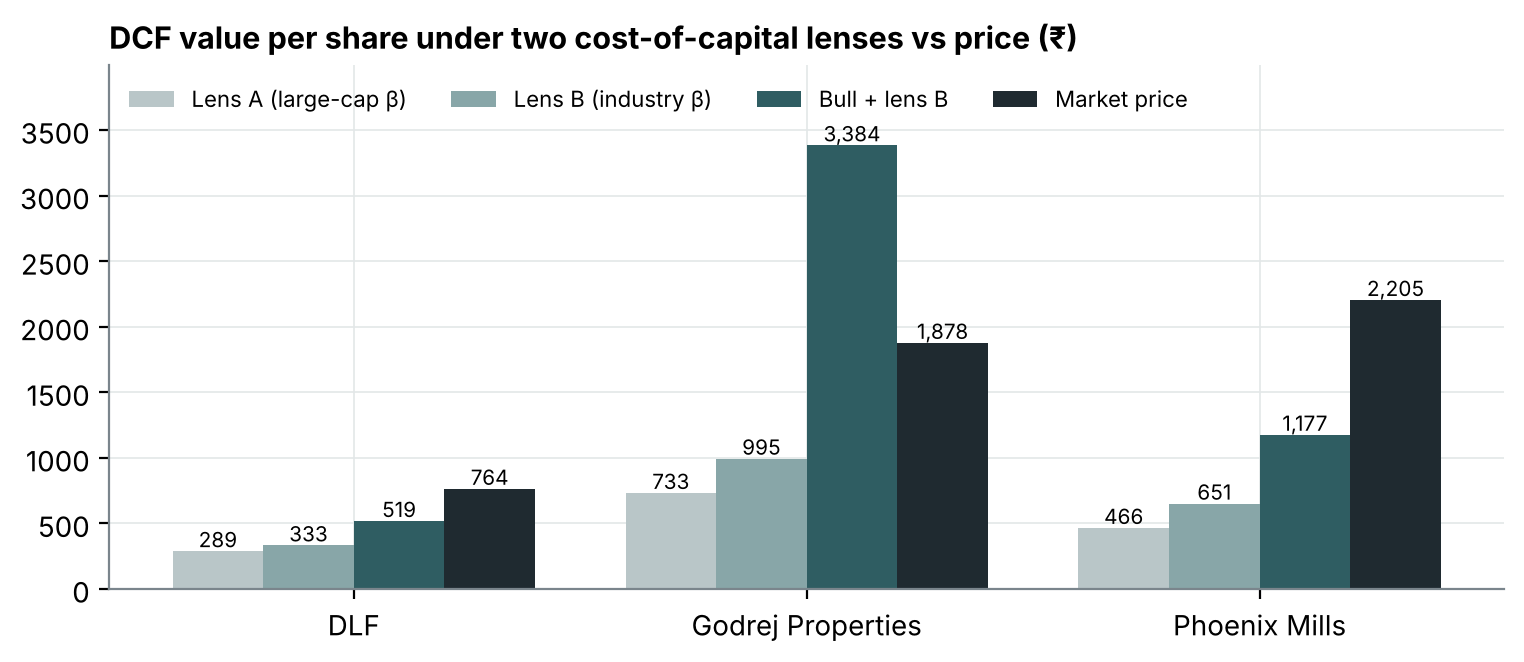 DCF value per share under two cost-of-capital lenses vs price (₹)
Lens A (large-cap β) Lens B (industry β) Bull + lens B Market price
3500
3000
2500
2000
1500
1000
500
0
289 333 519 764
733 995 3,384 1,878
466 651 1,177 2,205
DLF Godrej Properties Phoenix Mills